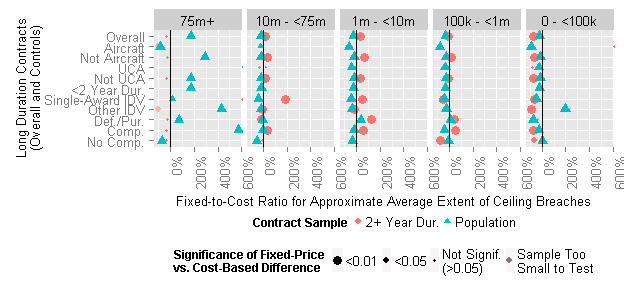 75m+ 10m - <75m 1m - <10m 100k - <1m 0 - <100k
Long Duration Contracts
(Overall and Controls)
Overall
Aircraft
Not Aircraft
UCA
Not UCA
<2 Year Dur.
Single-Award IDV
Other IDV
Def./Pur.
Comp.
No Comp.
0% 200% 400% 600% 0% 200% 400% 600% 0% 200% 400% 600% 0% 200% 400% 600% 0% 200% 400% 600%
Fixed-to-Cost Ratio for Approximate Average Extent of Ceiling Breaches
Contract Sample 2+ Year Dur. Population
Significance of Fixed-Price
vs. Cost-Based Difference
<0.01 <0.05
Not Signif.
(>0.05)
Sample Too
Small to Test